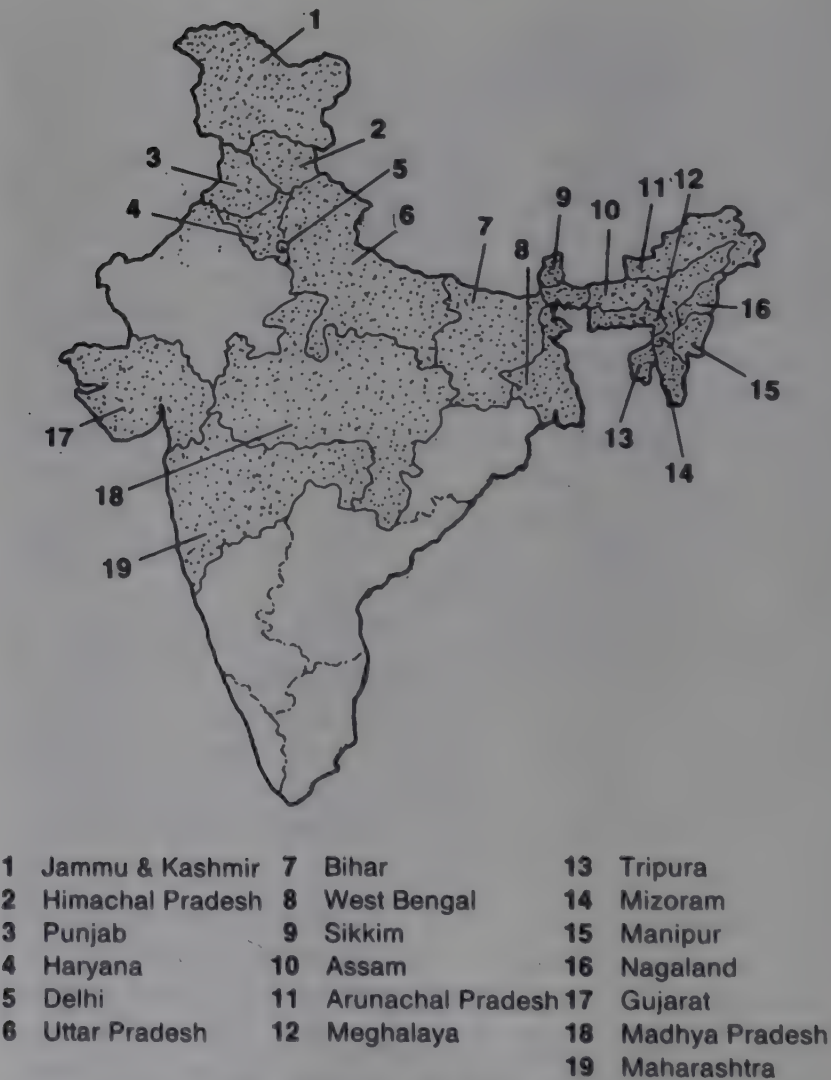 1
2
3
5
4
6
7
8
9
10
11
12
16
15
13
14
17
18
19
1 Jammu & Kashmir 7 Bihar 13 Tripura
2 Himachal Pradesh 8 West Bengal 14 Mizoram
3 Punjab 9 Sikkim 15 Manipur
4 Haryana 10 Assam 16 Nagaland
5 Delhi 11 Arunachal Pradesh 17 Gujarat
6 Uttar Pradesh 12 Meghalaya 18 Madhya Pradesh
19 Maharashtra